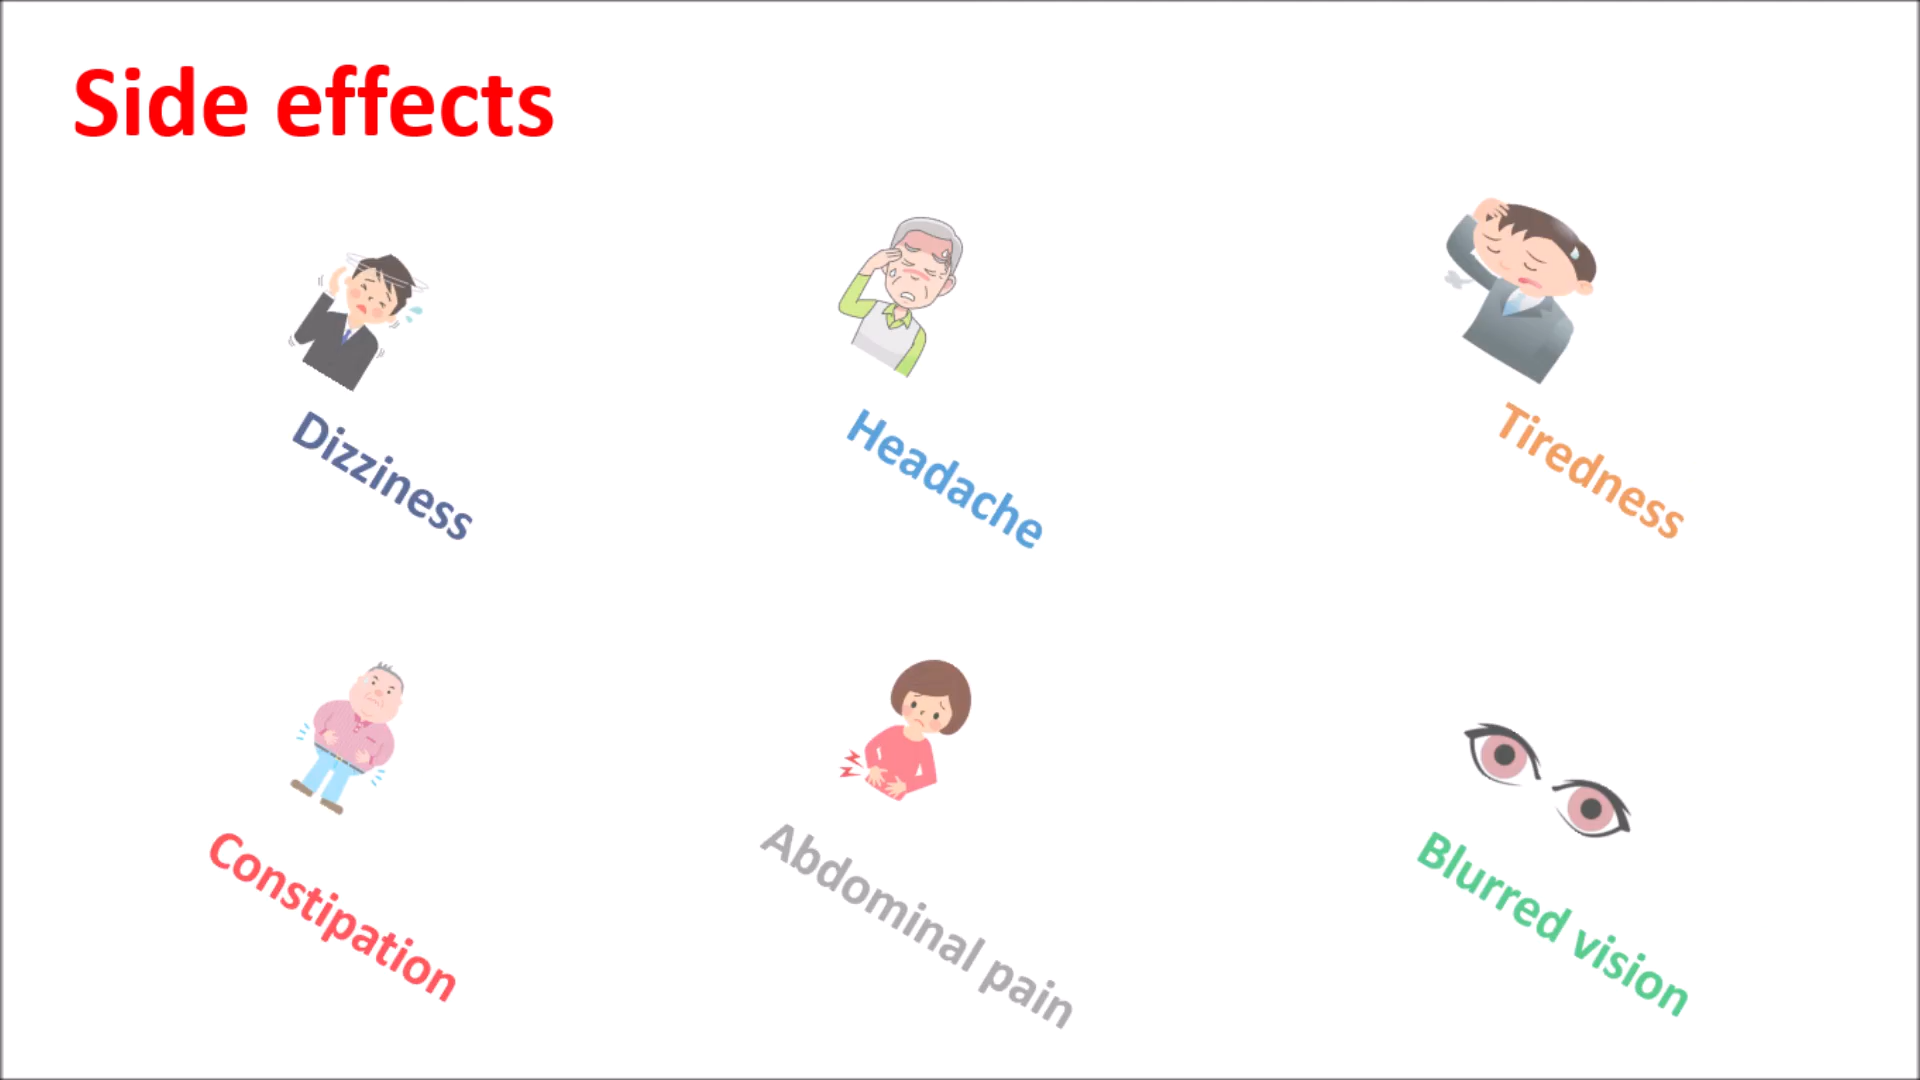 Side effects
Dizziness
Headache
Tiredness
Constipation
Abdominal pain
Blurred vision